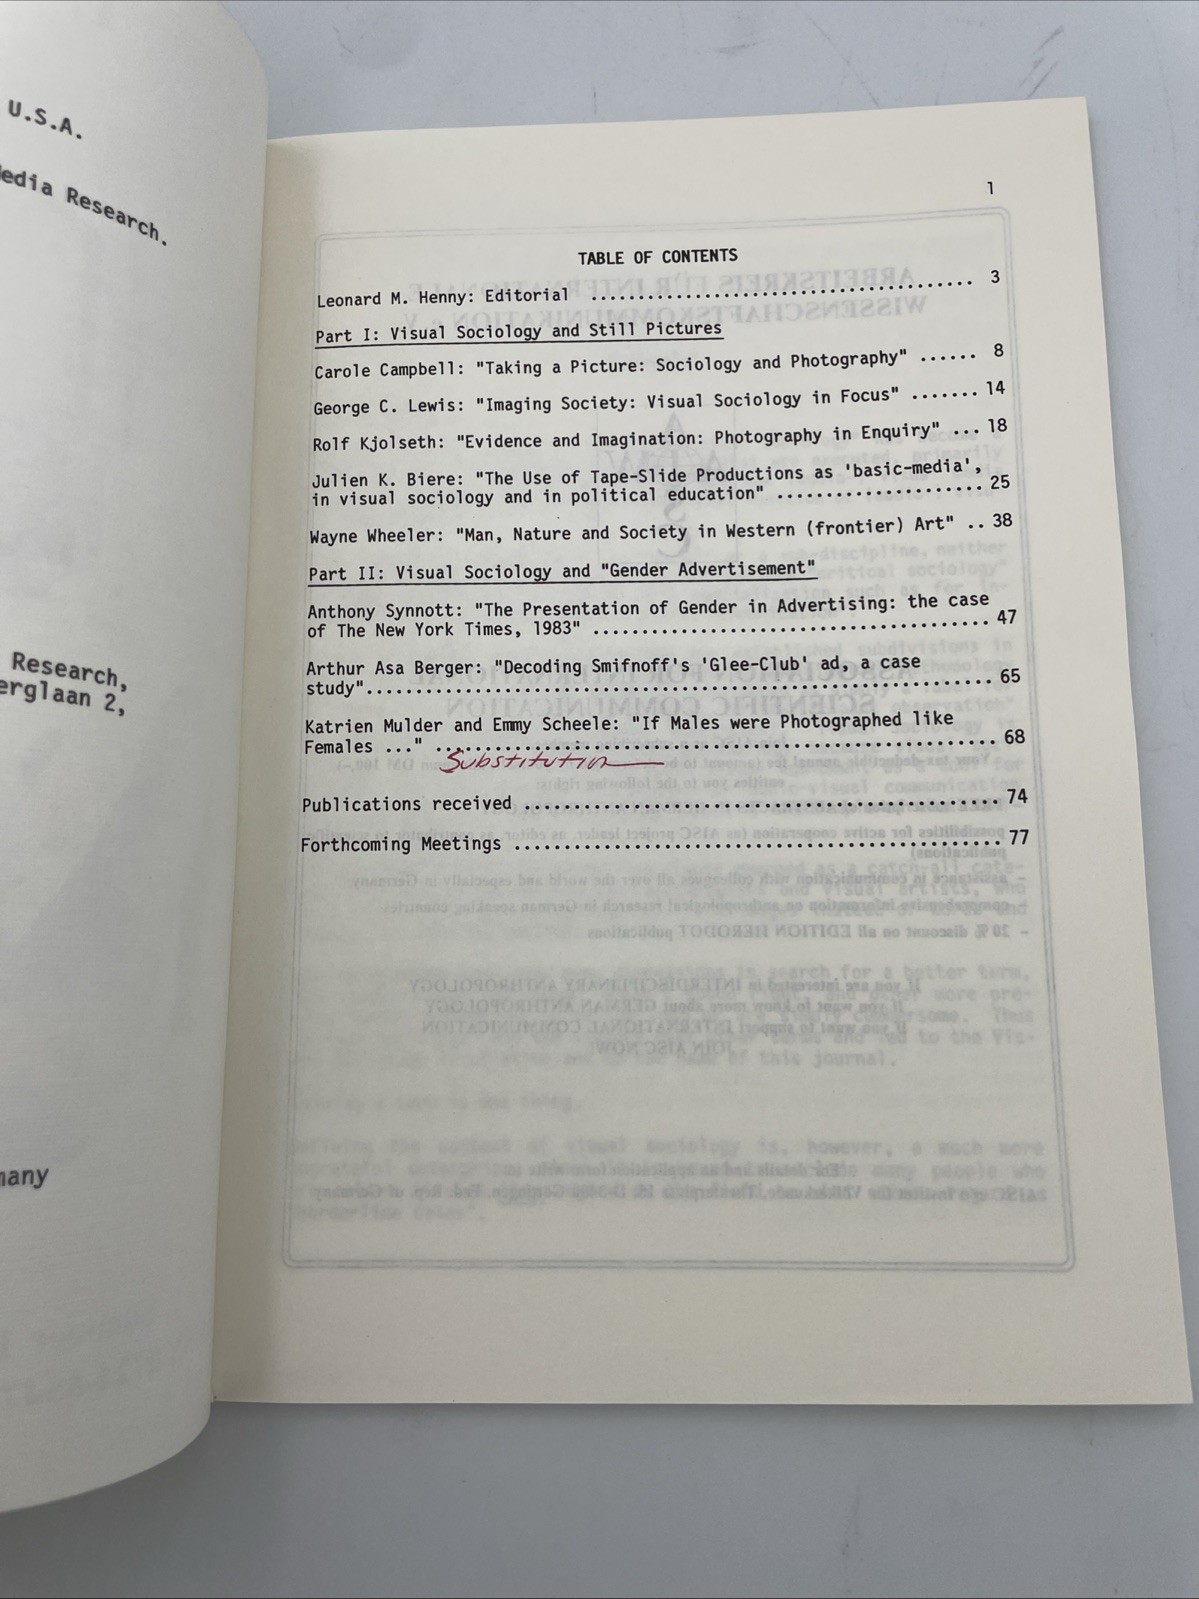 U.S.A.
Media Research.
Research,
erglaan 2,
many
1
TABLE OF CONTENTS
Leonard M. Henny: Editorial ........................................ 3
Part I: Visual Sociology and Still Pictures
Carole Campbell: "Taking a Picture: Sociology and Photography" ...... 8
George C. Lewis: "Imaging Society: Visual Sociology in Focus" ....... 14
Rolf Kjolseth: "Evidence and Imagination: Photography in Enquiry" ... 18
Julien K. Biere: "The Use of Tape-Slide Productions as 'basic-media',
in visual sociology and in political education" ..................... 25
Wayne Wheeler: "Man, Nature and Society in Western (frontier) Art" .. 38
Part II: Visual Sociology and "Gender Advertisement"
Anthony Synnott: "The Presentation of Gender in Advertising: the case
of The New York Times, 1983" ........................................ 47
Arthur Asa Berger: "Decoding Smifnoff's 'Glee-Club' ad, a case
study"............................................................... 65
Katrien Mulder and Emmy Scheele: "If Males were Photographed like
Females ..." ........................................................ 68
Substitution
Publications received ............................................... 74
Forthcoming Meetings ................................................ 77